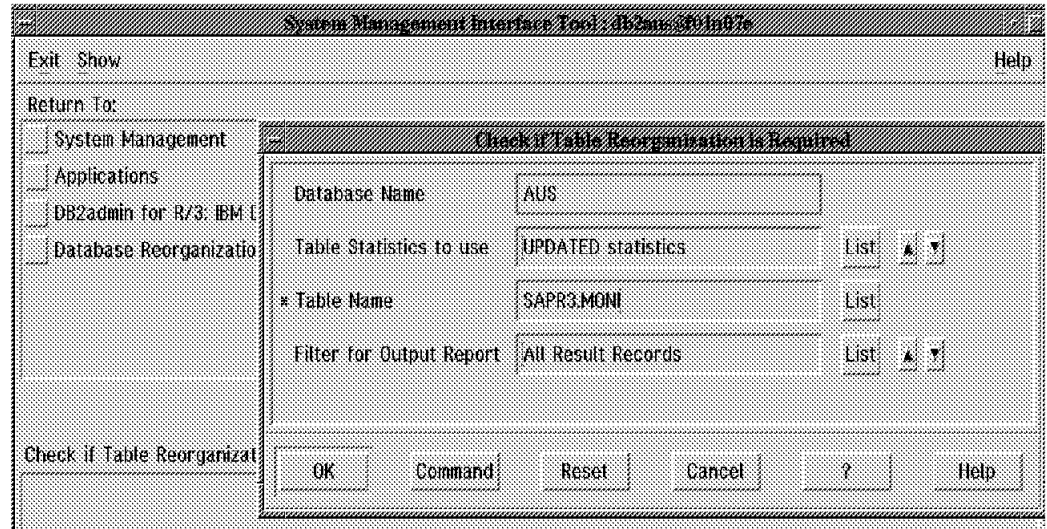 System Management Interface Tool : db2aus@f01n07e
Exit Show Help
Return To:
System Management
Applications
DB2admin for R/3: IBM
Database Reorganizatio
Check if Table Reorganizat
Check if Table Reorganization is Required
Database Name AUS
Table Statistics to use UPDATED statistics List ▲ ▼
* Table Name SAPR3.MONI List
Filter for Output Report All Result Records List ▲ ▼
OK Command Reset Cancel ? Help